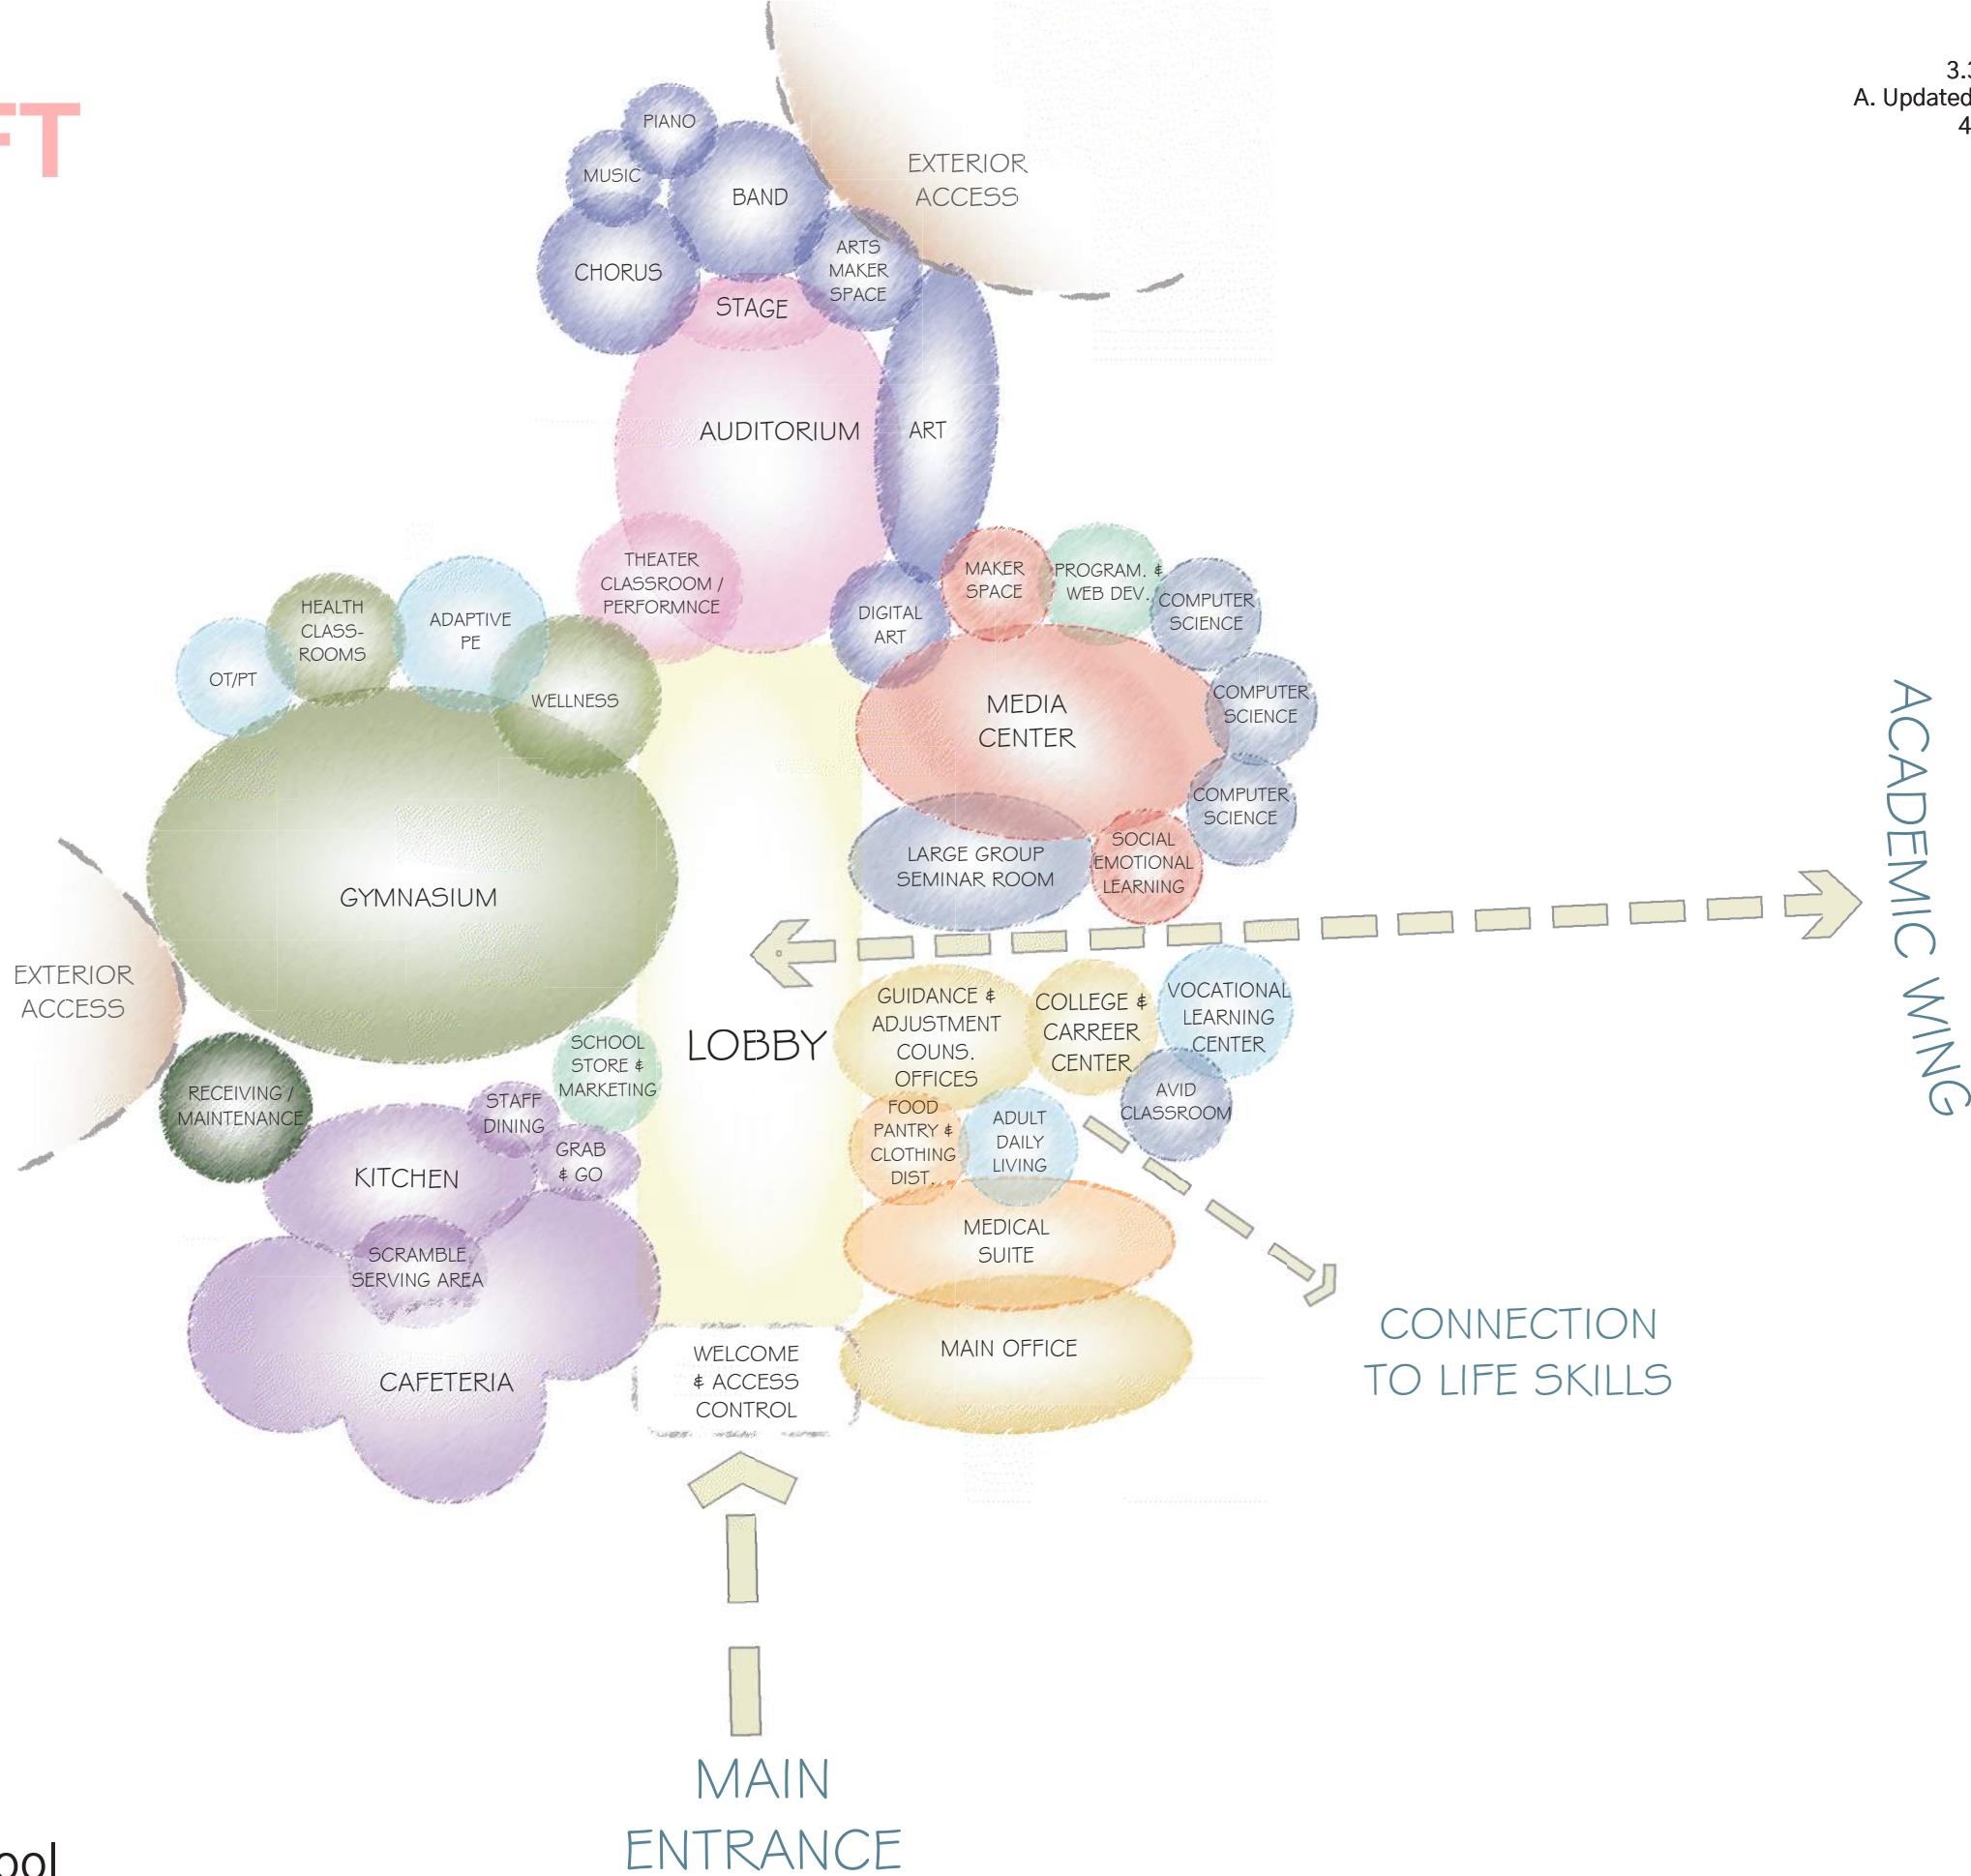 FT
3.3
A. Updated
4
PIANO
MUSIC
BAND
EXTERIOR
ACCESS
CHORUS
ARTS
MAKER
SPACE
STAGE
AUDITORIUM
ART
THEATER
CLASSROOM /
PERFORMNCE
MAKER
SPACE
PROGRAM. &
WEB DEV.
COMPUTER
SCIENCE
DIGITAL
ART
HEALTH
CLASS-
ROOMS
ADAPTIVE
PE
OT/PT
WELLNESS
MEDIA
CENTER
COMPUTER
SCIENCE
COMPUTER
SCIENCE
LARGE GROUP
SEMINAR ROOM
SOCIAL
EMOTIONAL
LEARNING
GYMNASIUM
ACADEMIC WING
EXTERIOR
ACCESS
LOBBY
GUIDANCE &
ADJUSTMENT
COUNS.
OFFICES
COLLEGE &
CARREER
CENTER
VOCATIONAL
LEARNING
CENTER
AVID
CLASSROOM
SCHOOL
STORE &
MARKETING
RECEIVING /
MAINTENANCE
STAFF
DINING
GRAB
& GO
KITCHEN
FOOD
PANTRY &
CLOTHING
DIST.
ADULT
DAILY
LIVING
SCRAMBLE
SERVING AREA
MEDICAL
SUITE
CAFETERIA
WELCOME
& ACCESS
CONTROL
MAIN OFFICE
CONNECTION
TO LIFE SKILLS
MAIN
ENTRANCE
ool